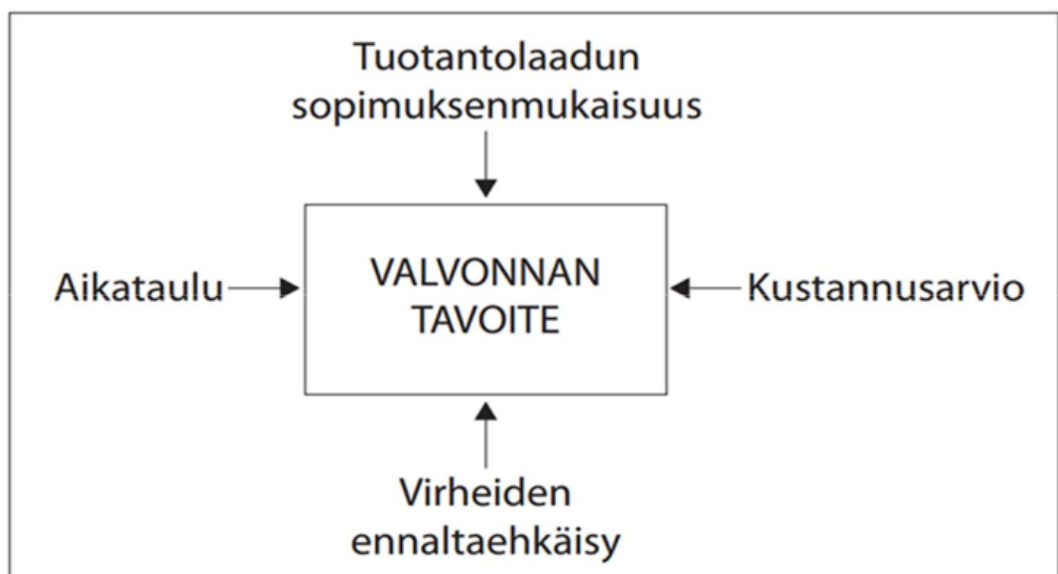 Tuotantolaadun
sopimuksenmukaisuus
Aikataulu
VALVONNAN
TAVOITE
Kustannusarvio
Virheiden
ennaltaehkäisy